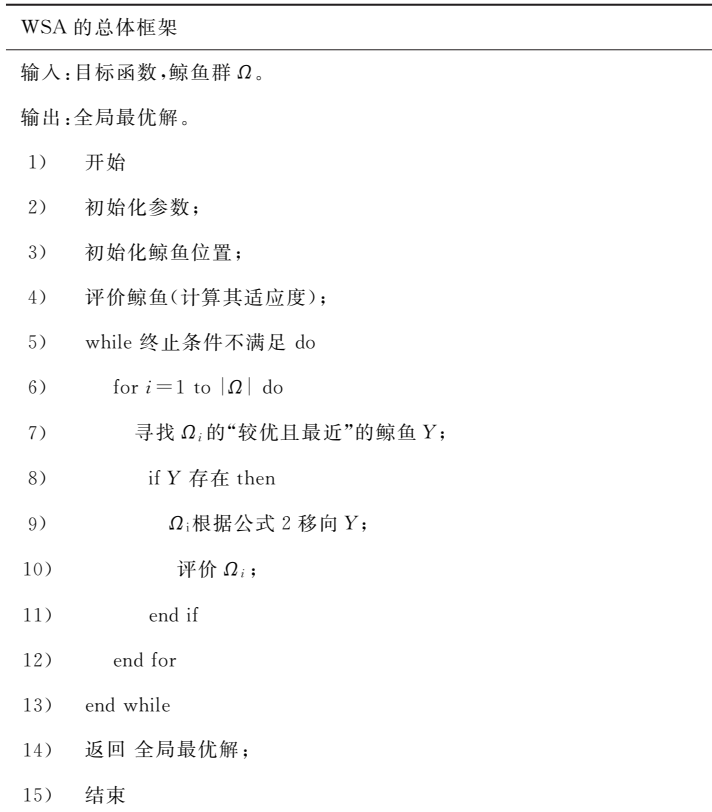 WSA 的总体框架
输入:目标函数,鲸鱼群 Ω。
输出:全局最优解。
1) 开始
2) 初始化参数;
3) 初始化鲸鱼位置;
4) 评价鲸鱼(计算其适应度);
5) while 终止条件不满足 do
6) for i=1 to |Ω| do
7) 寻找 Ωi的“较优且最近”的鲸鱼 Y;
8) if Y 存在 then
9) Ωi根据公式 2 移向 Y;
10) 评价 Ωi;
11) end if
12) end for
13) end while
14) 返回 全局最优解;
15) 结束